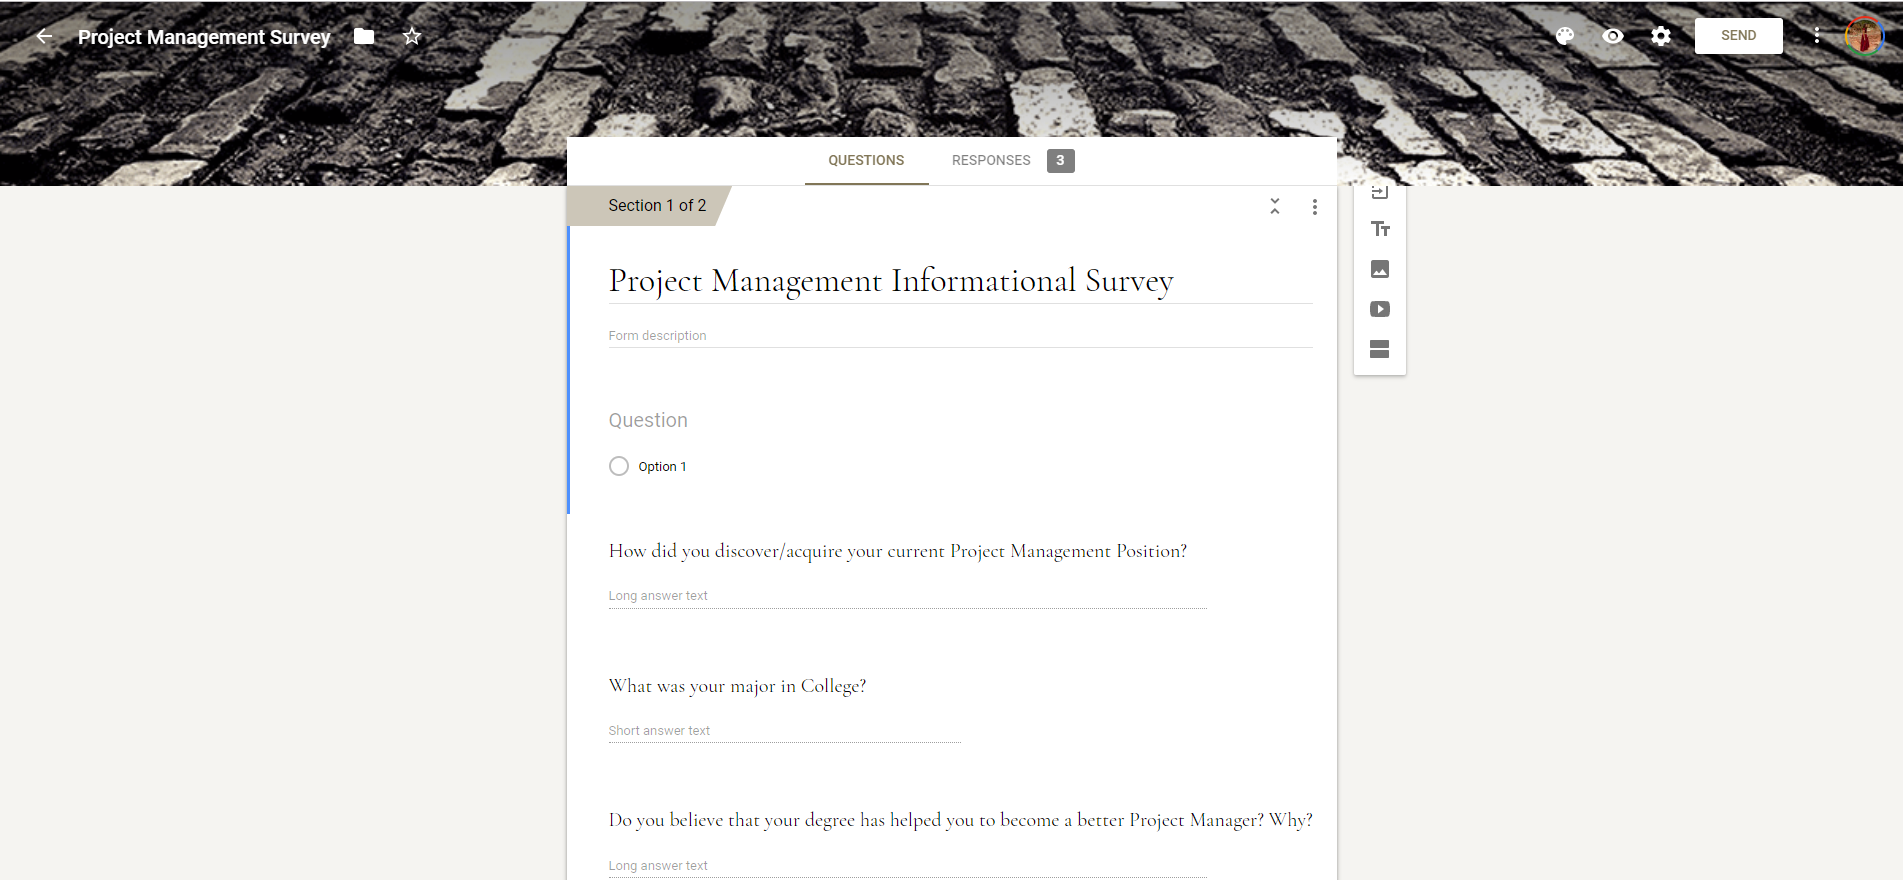 Project Management Survey
SEND
QUESTIONS
RESPONSES 3
Section 1 of 2
Project Management Informational Survey
Form description
Question
Option 1
How did you discover/acquire your current Project Management Position?
Long answer text
What was your major in College?
Short answer text
Do you believe that your degree has helped you to become a better Project Manager? Why?
Long answer text